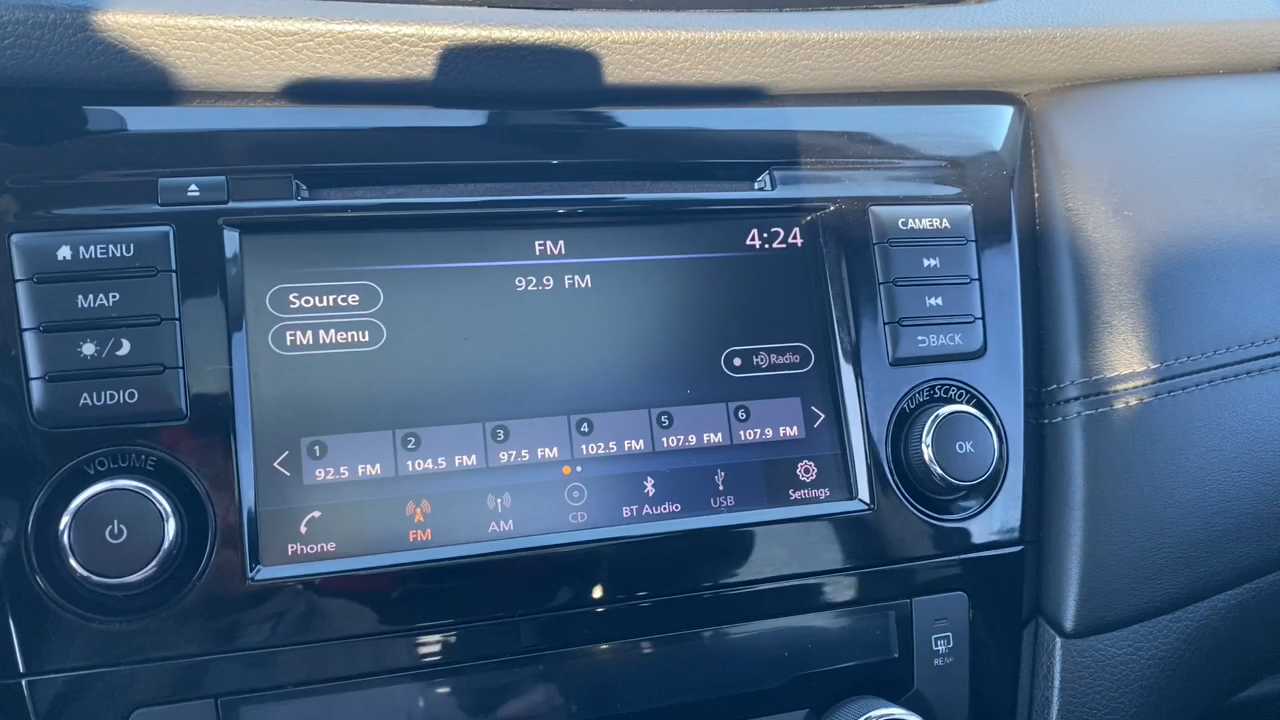 MENU
MAP
AUDIO
VOLUME
FM
4:24
92.9 FM
Source
FM Menu
HD Radio
1 92.5 FM
2 104.5 FM
3 97.5 FM
4 102.5 FM
5 107.9 FM
6 107.9 FM
Phone
FM
AM
CD
BT Audio
USB
Settings
CAMERA
BACK
TUNE·SCROLL
OK
REAR